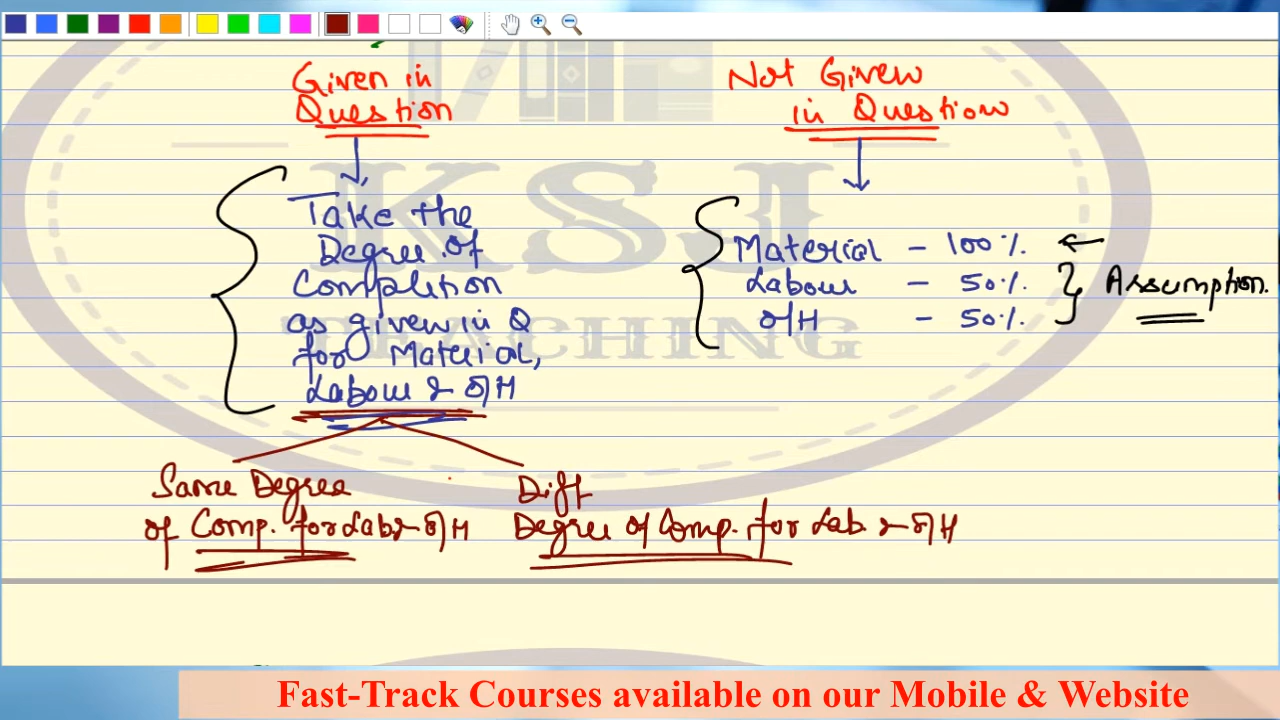 Given in
Question
Take the
Degree of
Completion
as given in Q
for Material,
Labour & O/H
Not Given
in Question
Material - 100%
Labour - 50%
O/H - 50%
Assumption.
Same Degree
of Comp. for Lab & O/H
Diff
Degree of Comp. for Lab. & O/H
KSJ
TEACHING
Fast-Track Courses available on our Mobile & Website